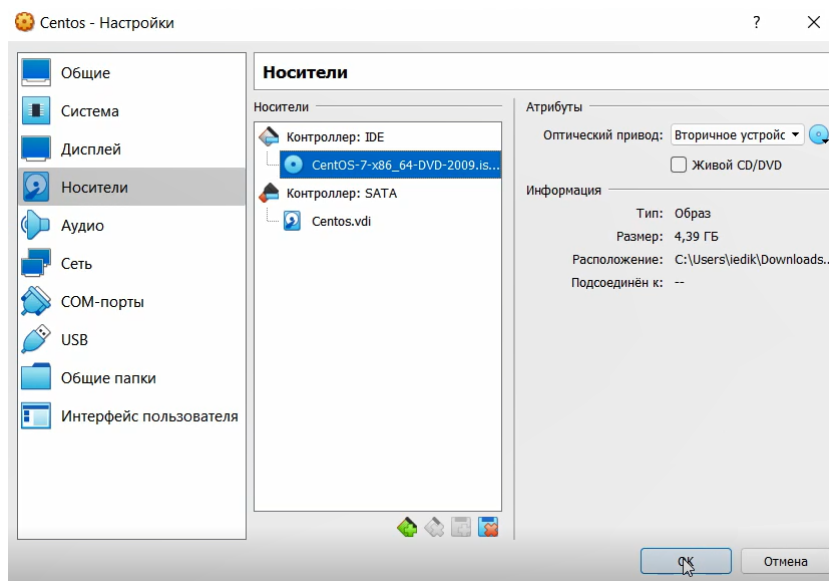 Centos - Настройки
?
Общие
Система
Дисплей
Носители
Аудио
Сеть
COM-порты
USB
Общие папки
Интерфейс пользователя
Носители
Носители
Контроллер: IDE
CentOS-7-x86_64-DVD-2009.is...
Контроллер: SATA
Centos.vdi
Атрибуты
Оптический привод: Вторичное устройс
Живой CD/DVD
Информация
Тип: Образ
Размер: 4,39 ГБ
Расположение: C:\Users\iedik\Downloads...
Подсоединён к: --
OK
Отмена